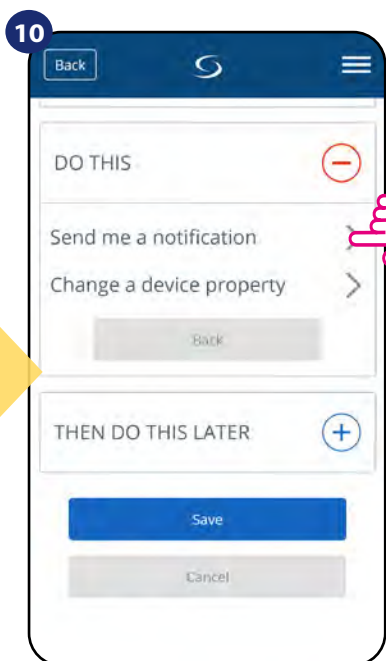 10
Back
DO THIS
Send me a notification
Change a device property
Back
THEN DO THIS LATER
Save
Cancel